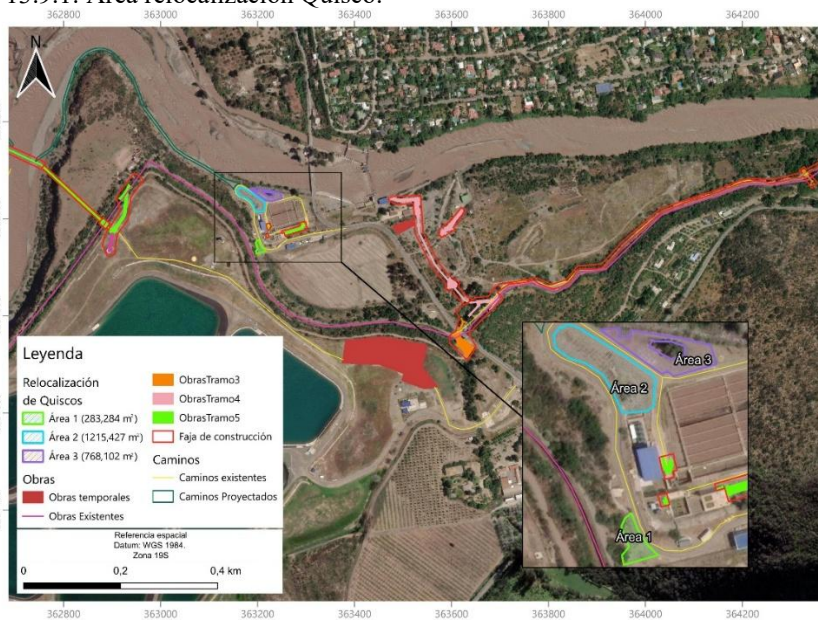 13.9.1. Área relocalización Quisco.
362800 363000 363200 363400 363600 363800 364000 364200
N
Área 3
Área 2
Área 1
Leyenda
Relocalización
de Quiscos
Área 1 (283,284 m²)
Área 2 (1215,427 m²)
Área 3 (768,102 m²)
Obras
Obras temporales
Obras Existentes
ObrasTramo3
ObrasTramo4
ObrasTramo5
Faja de construcción
Caminos
Caminos existentes
Caminos Proyectados
Referencia espacial
Datum: WGS 1984.
Zona 19S
0 0,2 0,4 km
362800 363000 363200 363400 363600 363800 364000 364200